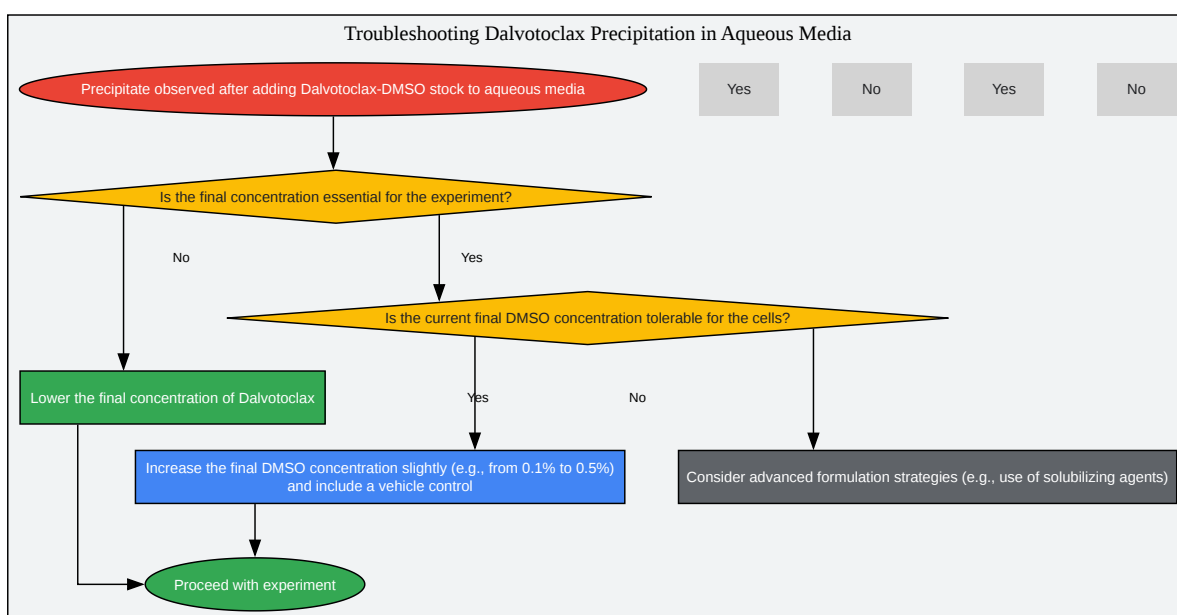 Troubleshooting Dalvotoclax Precipitation in Aqueous Media
Precipitate observed after adding Dalvotoclax-DMSO stock to aqueous media
Yes
No
Yes
No
Is the final concentration essential for the experiment?
No
Yes
Is the current final DMSO concentration tolerable for the cells?
Lower the final concentration of Dalvotoclax
Yes
No
Increase the final DMSO concentration slightly (e.g., from 0.1% to 0.5%)
and include a vehicle control
Consider advanced formulation strategies (e.g., use of solubilizing agents)
Proceed with experiment